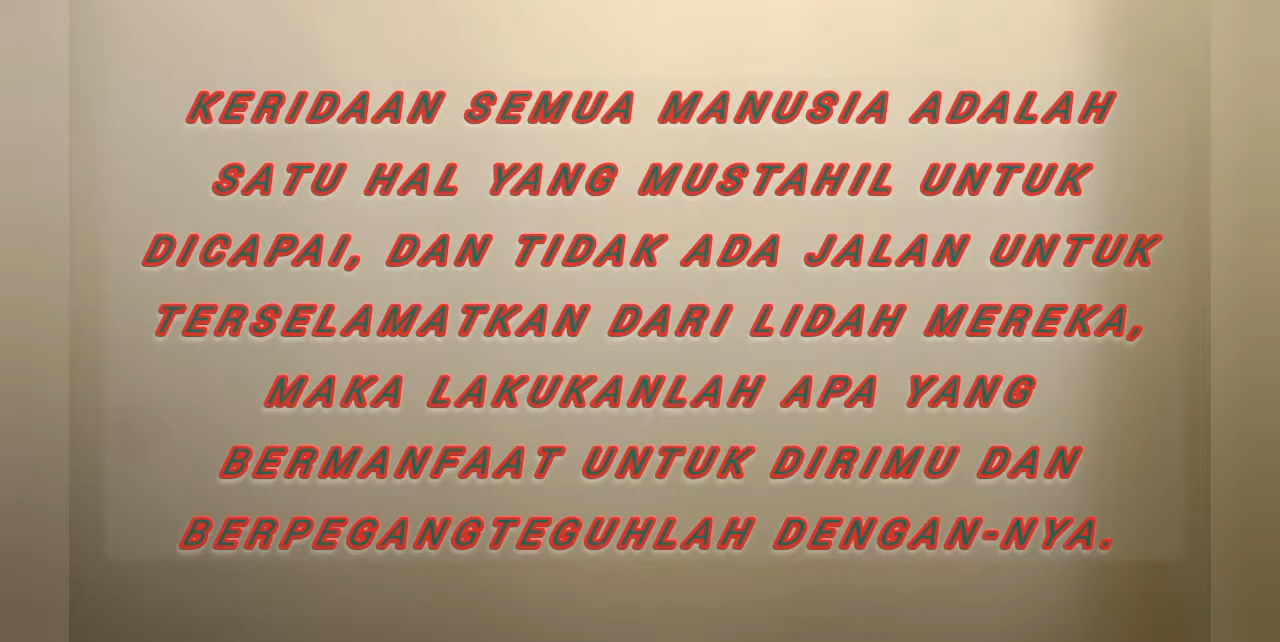 KERIDAAN SEMUA MANUSIA ADALAH
SATU HAL YANG MUSTAHIL UNTUK
DICAPAI, DAN TIDAK ADA JALAN UNTUK
TERSELAMATKAN DARI LIDAH MEREKA,
MAKA LAKUKANLAH APA YANG
BERMANFAAT UNTUK DIRIMU DAN
BERPEGANGTEGUHLAH DENGAN-NYA.